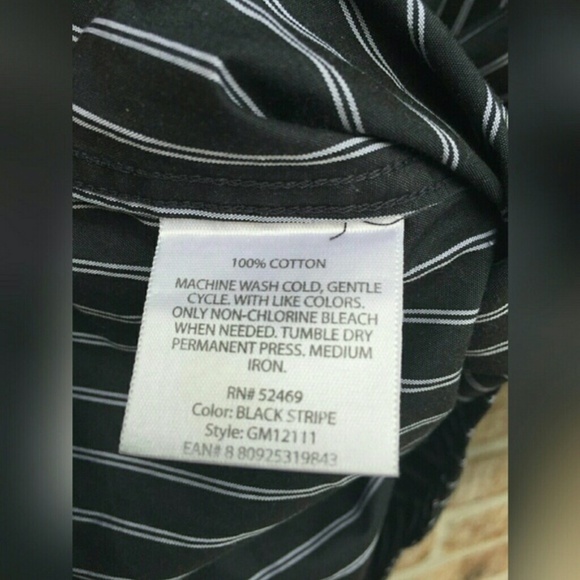 100% COTTON
MACHINE WASH COLD, GENTLE
CYCLE. WITH LIKE COLORS.
ONLY NON-CHLORINE BLEACH
WHEN NEEDED. TUMBLE DRY
PERMANENT PRESS. MEDIUM
IRON.
RN# 52469
Color: BLACK STRIPE
Style: GM12111
EAN# 8 80925319843